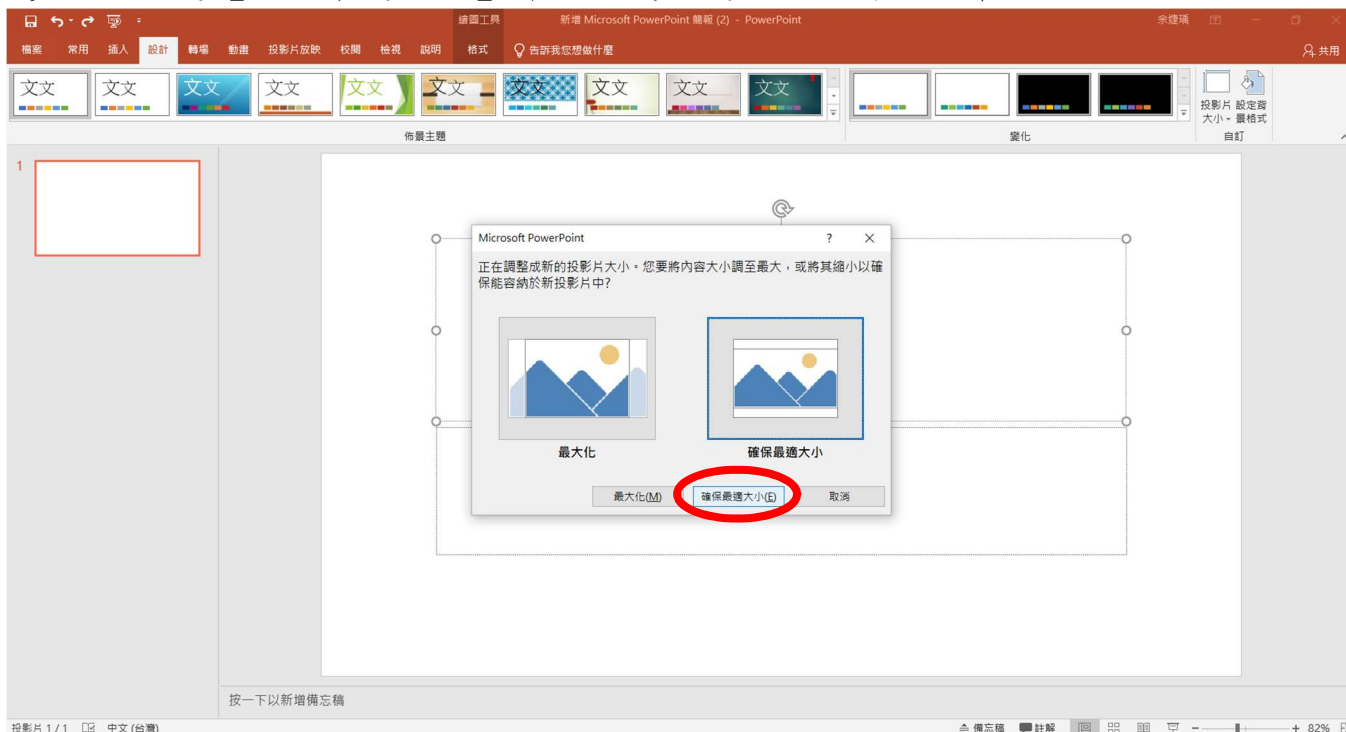 繪圖工具 新增 Microsoft PowerPoint 簡報 (2) - PowerPoint
檔案 常用 插入 設計 轉場 動畫 投影片放映 校閱 檢視 說明 格式 告訴我您想做什麼 共用
文文 文文 文文 文文 文文 文文 文文 文文 文文 文文
投影片大小 設定背景格式
佈景主題 變化 自訂
1
Microsoft PowerPoint ? ×
正在調整成新的投影片大小。您要將內容大小調至最大，或將其縮小以確
保能容納於新投影片中?
最大化 確保最適大小
最大化(M) 確保最適大小(E) 取消
按一下以新增備忘稿
投影片 1 / 1 中文 (台灣) 備忘稿 註解 82%